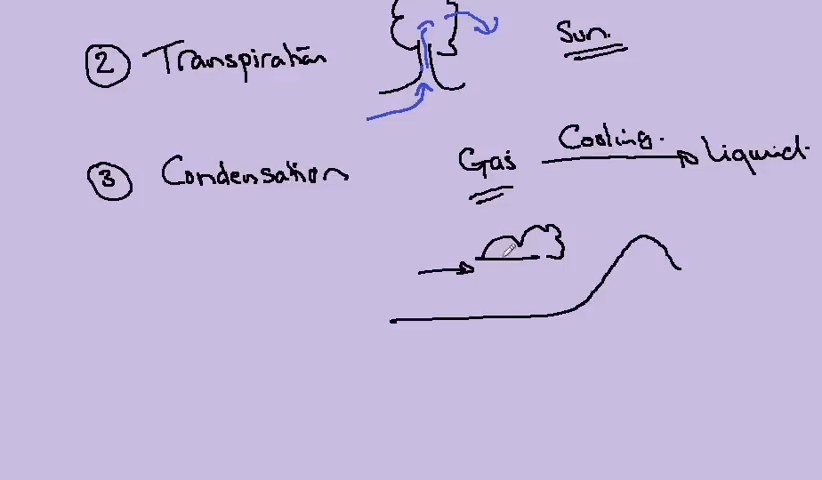 2 Transpiration
Sun.
3 Condensation
Gas Cooling. Liquid.